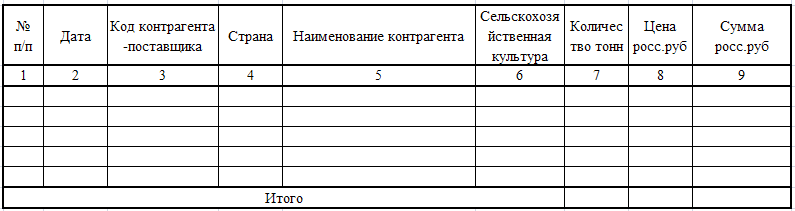 № п/п
Дата
Код контрагента -поставщика
Страна
Наименование контрагента
Сельскохозя йственная культура
Количес тво тонн
Цена росс.руб
Сумма росс.руб
1 2 3 4 5 6 7 8 9
Итого